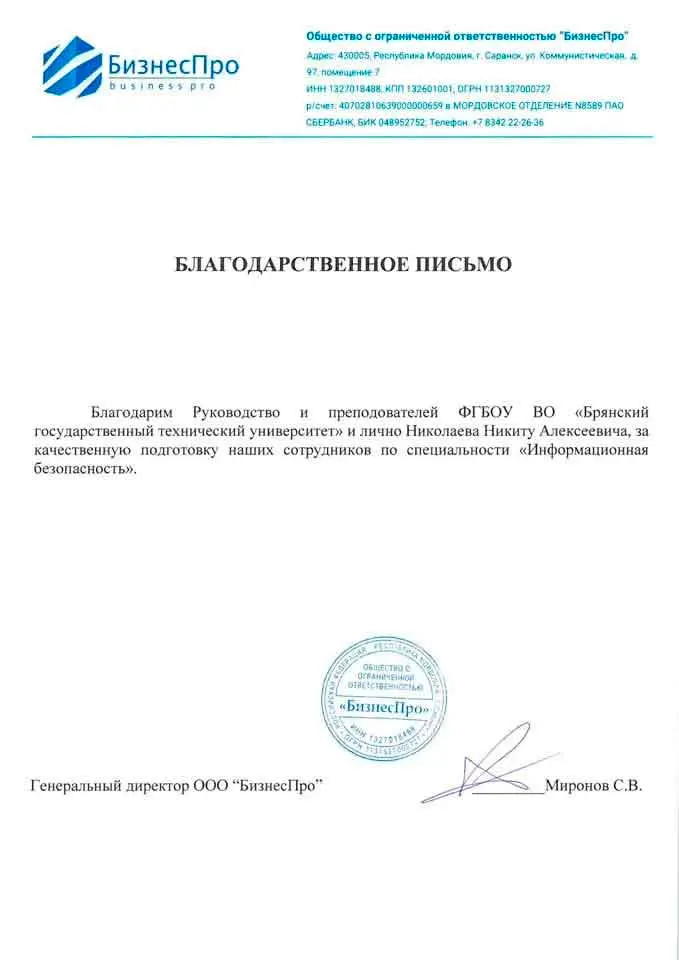 БизнесПро
business pro
Общество с ограниченной ответственностью "БизнесПро"
Адрес: 430005, Республика Мордовия, г. Саранск, ул. Коммунистическая, д.
97, помещение 7
ИНН 1327018488, КПП 132601001, ОГРН 1131327000727
р/счет: 40702810639000000659 в МОРДОВСКОЕ ОТДЕЛЕНИЕ N8589 ПАО
СБЕРБАНК, БИК 048952752; Телефон: +7 8342 22-26-36
БЛАГОДАРСТВЕННОЕ ПИСЬМО
Благодарим Руководство и преподователей ФГБОУ ВО «Брянский
государственный технический университет» и лично Николаева Никиту Алексеевича, за
качественную подготовку наших сотрудников по специальности «Информационная
безопасность».
РОССИЙСКАЯ ФЕДЕРАЦИЯ РЕСПУБЛИКА МОРДОВИЯ
ОБЩЕСТВО С
ОГРАНИЧЕННОЙ
ОТВЕТСТВЕННОСТЬЮ
«БизнесПро»
ИНН 1327018488
ОГРН 1131327000727
Генеральный директор ООО “БизнесПро”
Миронов С.В.